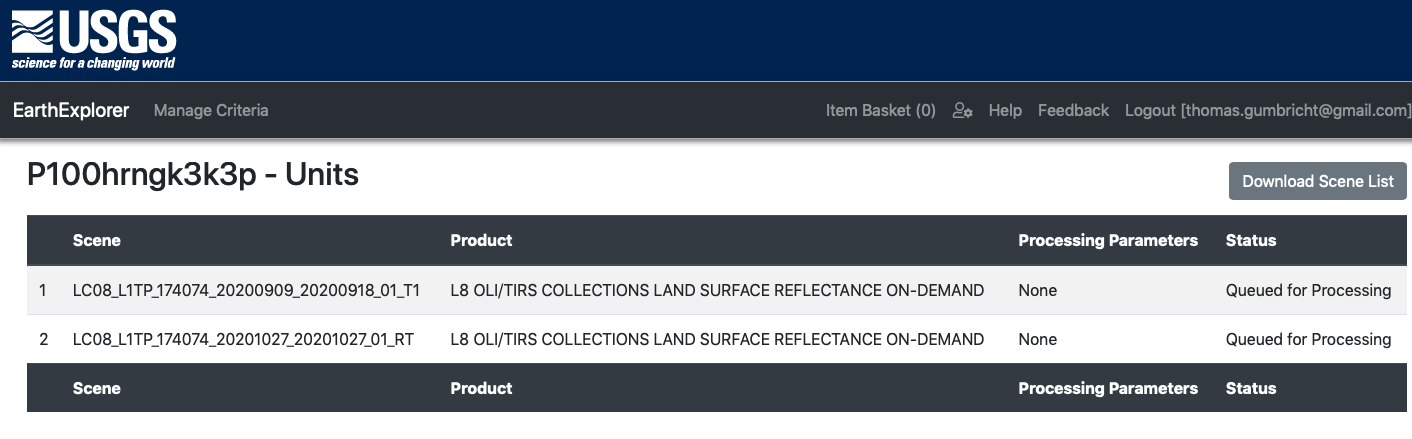 USGS
science for a changing world
EarthExplorer Manage Criteria Item Basket (0) Help Feedback Logout [thomas.gumbricht@gmail.com]
P100hrngk3k3p - Units
Download Scene List
Scene Product Processing Parameters Status
1 LC08_L1TP_174074_20200909_20200918_01_T1 L8 OLI/TIRS COLLECTIONS LAND SURFACE REFLECTANCE ON-DEMAND None Queued for Processing
2 LC08_L1TP_174074_20201027_20201027_01_RT L8 OLI/TIRS COLLECTIONS LAND SURFACE REFLECTANCE ON-DEMAND None Queued for Processing
Scene Product Processing Parameters Status